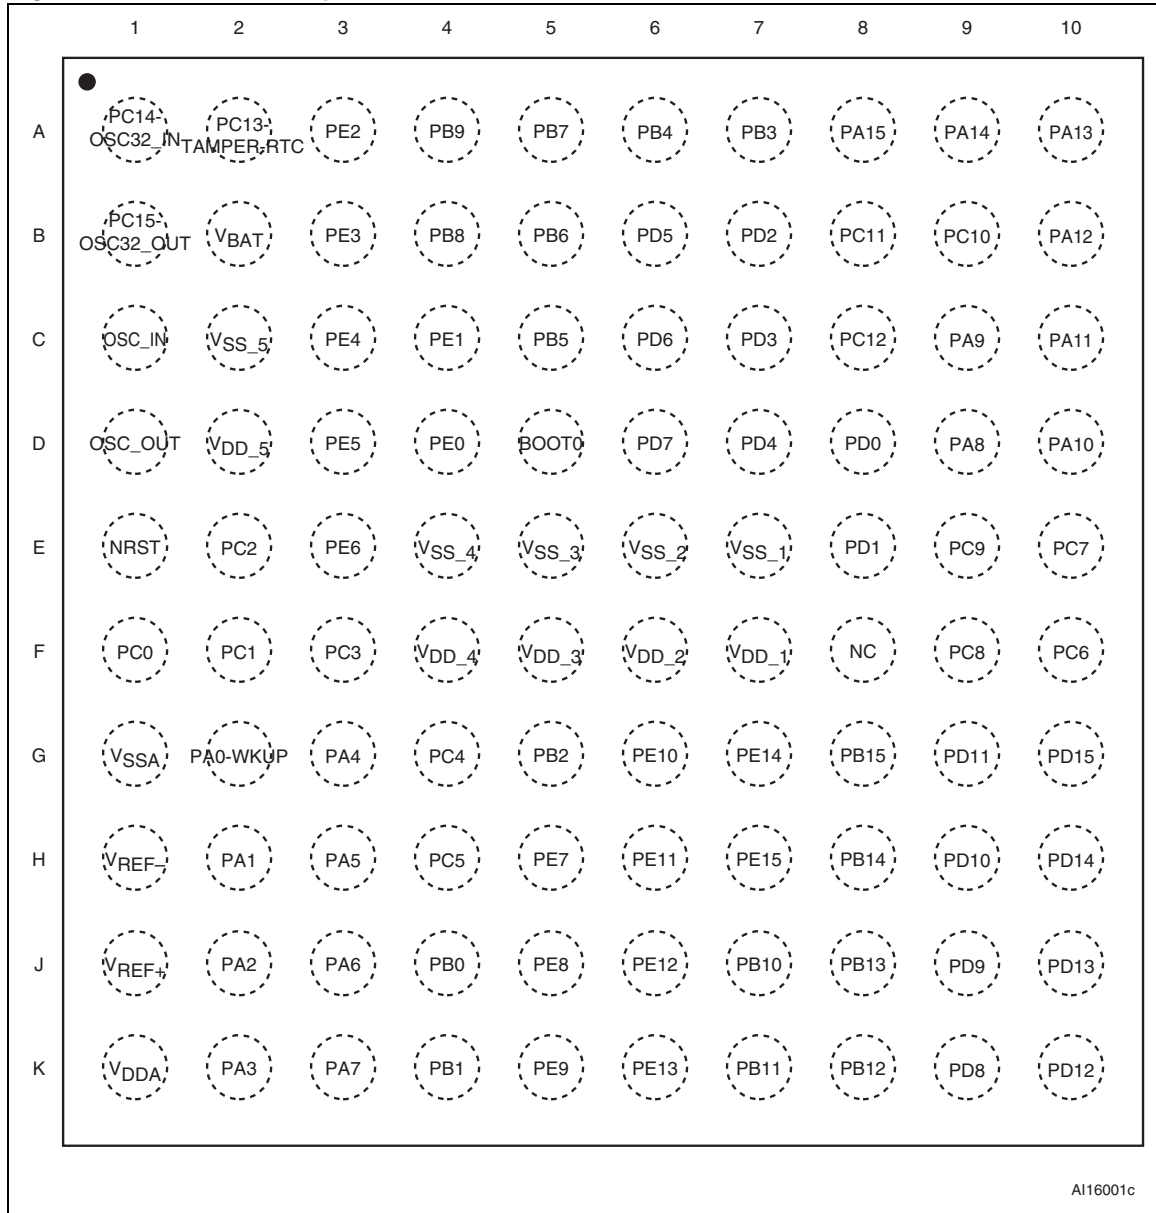 1 2 3 4 5 6 7 8 9 10
A PC14-OSC32_IN PC13-TAMPER-RTC PE2 PB9 PB7 PB4 PB3 PA15 PA14 PA13
B PC15-OSC32_OUT VBAT PE3 PB8 PB6 PD5 PD2 PC11 PC10 PA12
C OSC_IN VSS_5 PE4 PE1 PB5 PD6 PD3 PC12 PA9 PA11
D OSC_OUT VDD_5 PE5 PE0 BOOT0 PD7 PD4 PD0 PA8 PA10
E NRST PC2 PE6 VSS_4 VSS_3 VSS_2 VSS_1 PD1 PC9 PC7
F PC0 PC1 PC3 VDD_4 VDD_3 VDD_2 VDD_1 NC PC8 PC6
G VSSA PA0-WKUP PA4 PC4 PB2 PE10 PE14 PB15 PD11 PD15
H VREF– PA1 PA5 PC5 PE7 PE11 PE15 PB14 PD10 PD14
J VREF+ PA2 PA6 PB0 PE8 PE12 PB10 PB13 PD9 PD13
K VDDA PA3 PA7 PB1 PE9 PE13 PB11 PB12 PD8 PD12
AI16001c